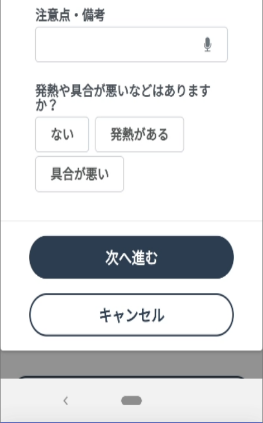 注意点・備考
発熱や具合が悪いなどはあります
か？
ない
発熱がある
具合が悪い
次へ進む
キャンセル